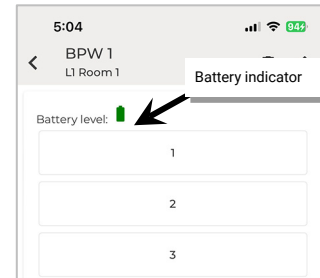 5:04
94
BPW 1
L1 Room 1
Battery indicator
Battery level:
1
2
3